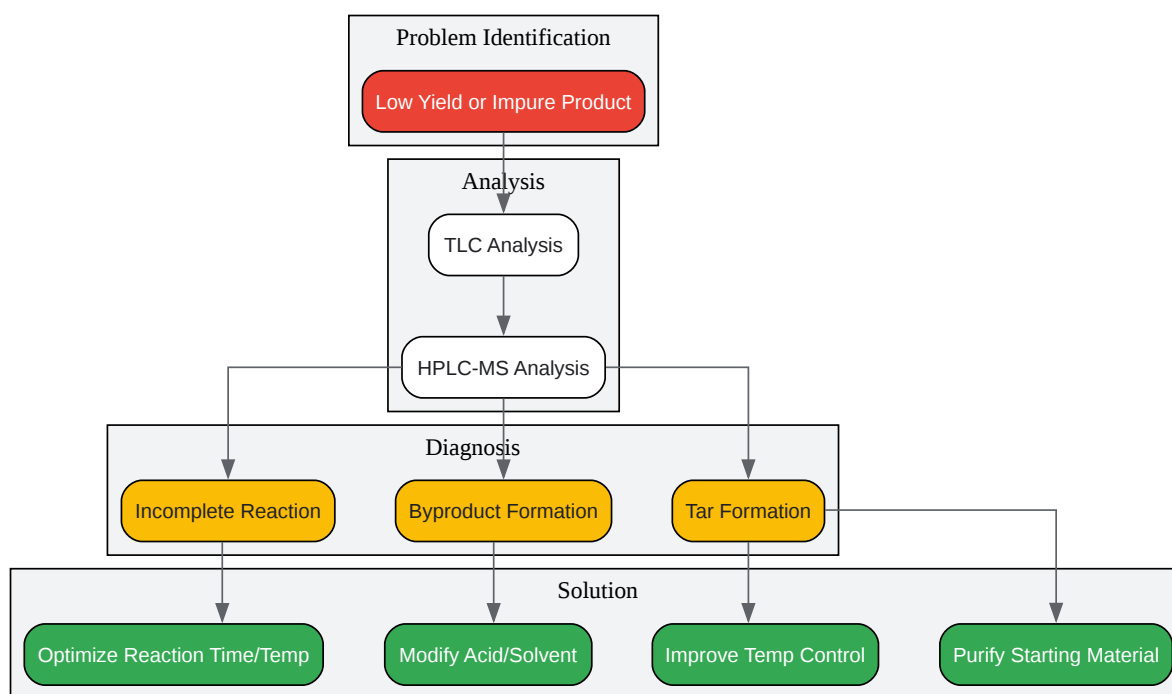 Problem Identification
Low Yield or Impure Product
Analysis
TLC Analysis
HPLC-MS Analysis
Diagnosis
Incomplete Reaction
Byproduct Formation
Tar Formation
Solution
Optimize Reaction Time/Temp
Modify Acid/Solvent
Improve Temp Control
Purify Starting Material